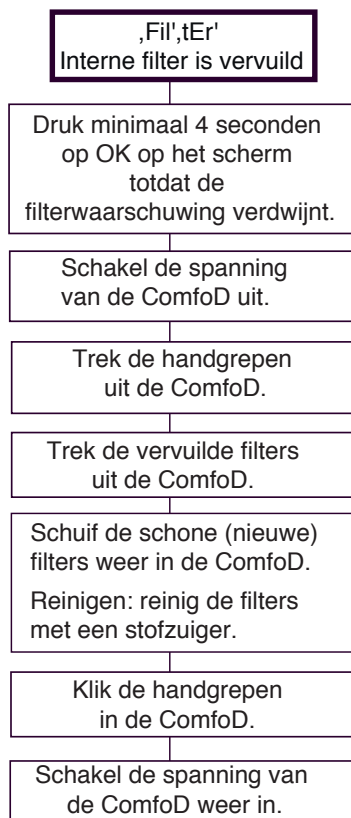 ,Fil',tEr'
Interne filter is vervuild
Druk minimaal 4 seconden
op OK op het scherm
totdat de
filterwaarschuwing verdwijnt.
Schakel de spanning
van de ComfoD uit.
Trek de handgrepen
uit de ComfoD.
Trek de vervuilde filters
uit de ComfoD.
Schuif de schone (nieuwe)
filters weer in de ComfoD.
Reinigen: reinig de filters
met een stofzuiger.
Klik de handgrepen
in de ComfoD.
Schakel de spanning van
de ComfoD weer in.